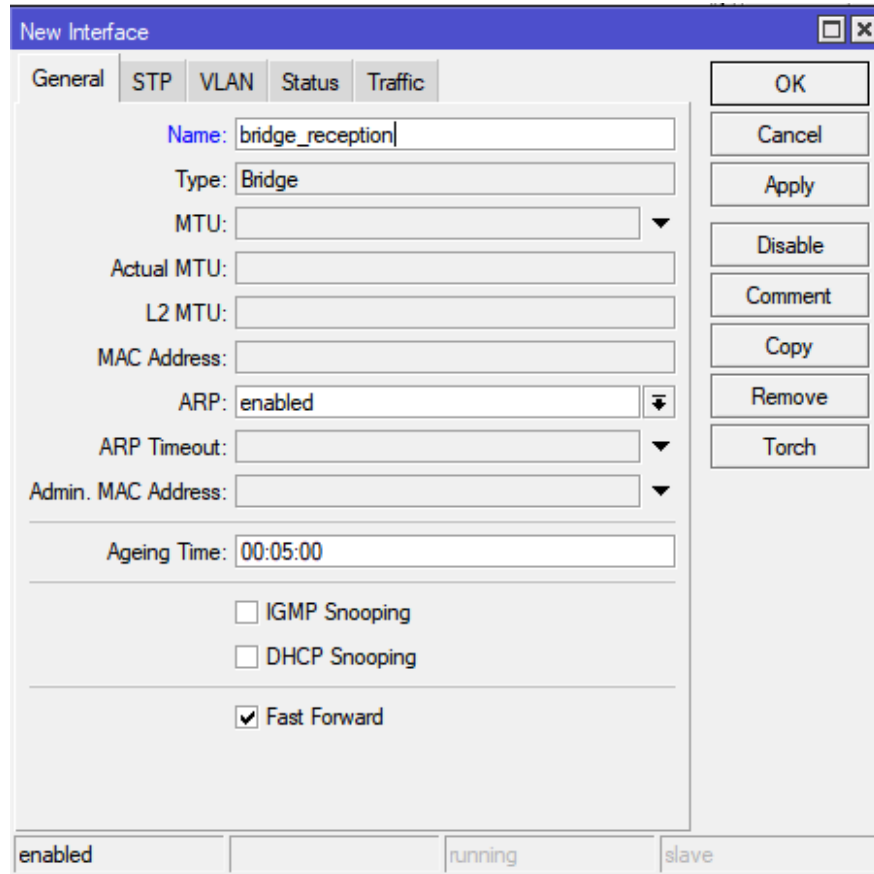 New Interface
General STP VLAN Status Traffic
OK
Name: bridge_reception
Cancel
Type: Bridge
Apply
MTU:
Disable
Actual MTU:
Comment
L2 MTU:
Copy
MAC Address:
Remove
ARP: enabled
Torch
ARP Timeout:
Admin. MAC Address:
Ageing Time: 00:05:00
IGMP Snooping
DHCP Snooping
Fast Forward
enabled running slave